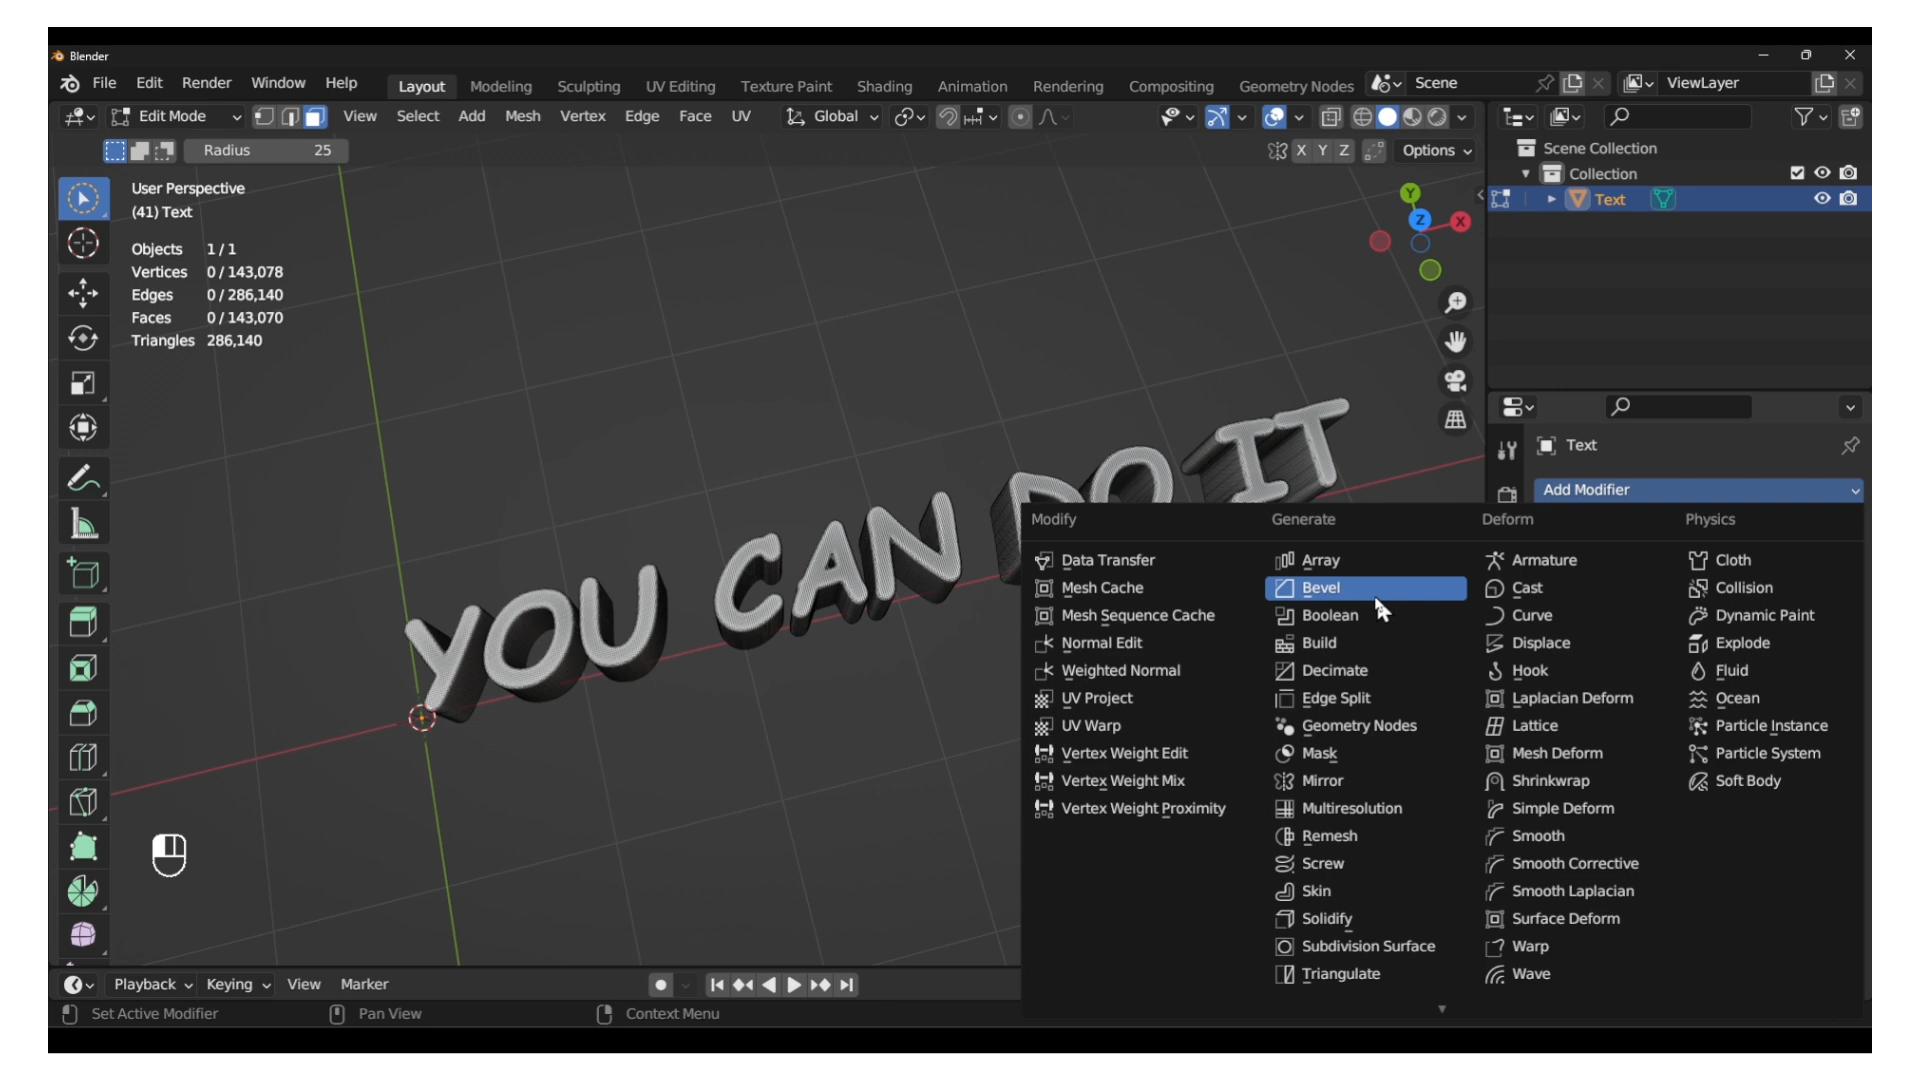 Blender
File Edit Render Window Help Layout Modeling Sculpting UV Editing Texture Paint Shading Animation Rendering Compositing Geometry Nodes Scene ViewLayer
Edit Mode View Select Add Mesh Vertex Edge Face UV Global
Radius 25 X Y Z Options
Scene Collection
Collection
Text
User Perspective
(41) Text
Objects 1/1
Vertices 0/143,078
Edges 0/286,140
Faces 0/143,070
Triangles 286,140
Y
Z
X
Text
Add Modifier
YOU CAN DO IT
Modify
Data Transfer
Mesh Cache
Mesh Sequence Cache
Normal Edit
Weighted Normal
UV Project
UV Warp
Vertex Weight Edit
Vertex Weight Mix
Vertex Weight Proximity
Generate
Array
Bevel
Boolean
Build
Decimate
Edge Split
Geometry Nodes
Mask
Mirror
Multiresolution
Remesh
Screw
Skin
Solidify
Subdivision Surface
Triangulate
Deform
Armature
Cast
Curve
Displace
Hook
Laplacian Deform
Lattice
Mesh Deform
Shrinkwrap
Simple Deform
Smooth
Smooth Corrective
Smooth Laplacian
Surface Deform
Warp
Wave
Physics
Cloth
Collision
Dynamic Paint
Explode
Fluid
Ocean
Particle Instance
Particle System
Soft Body
Playback Keying View Marker
Set Active Modifier Pan View Context Menu